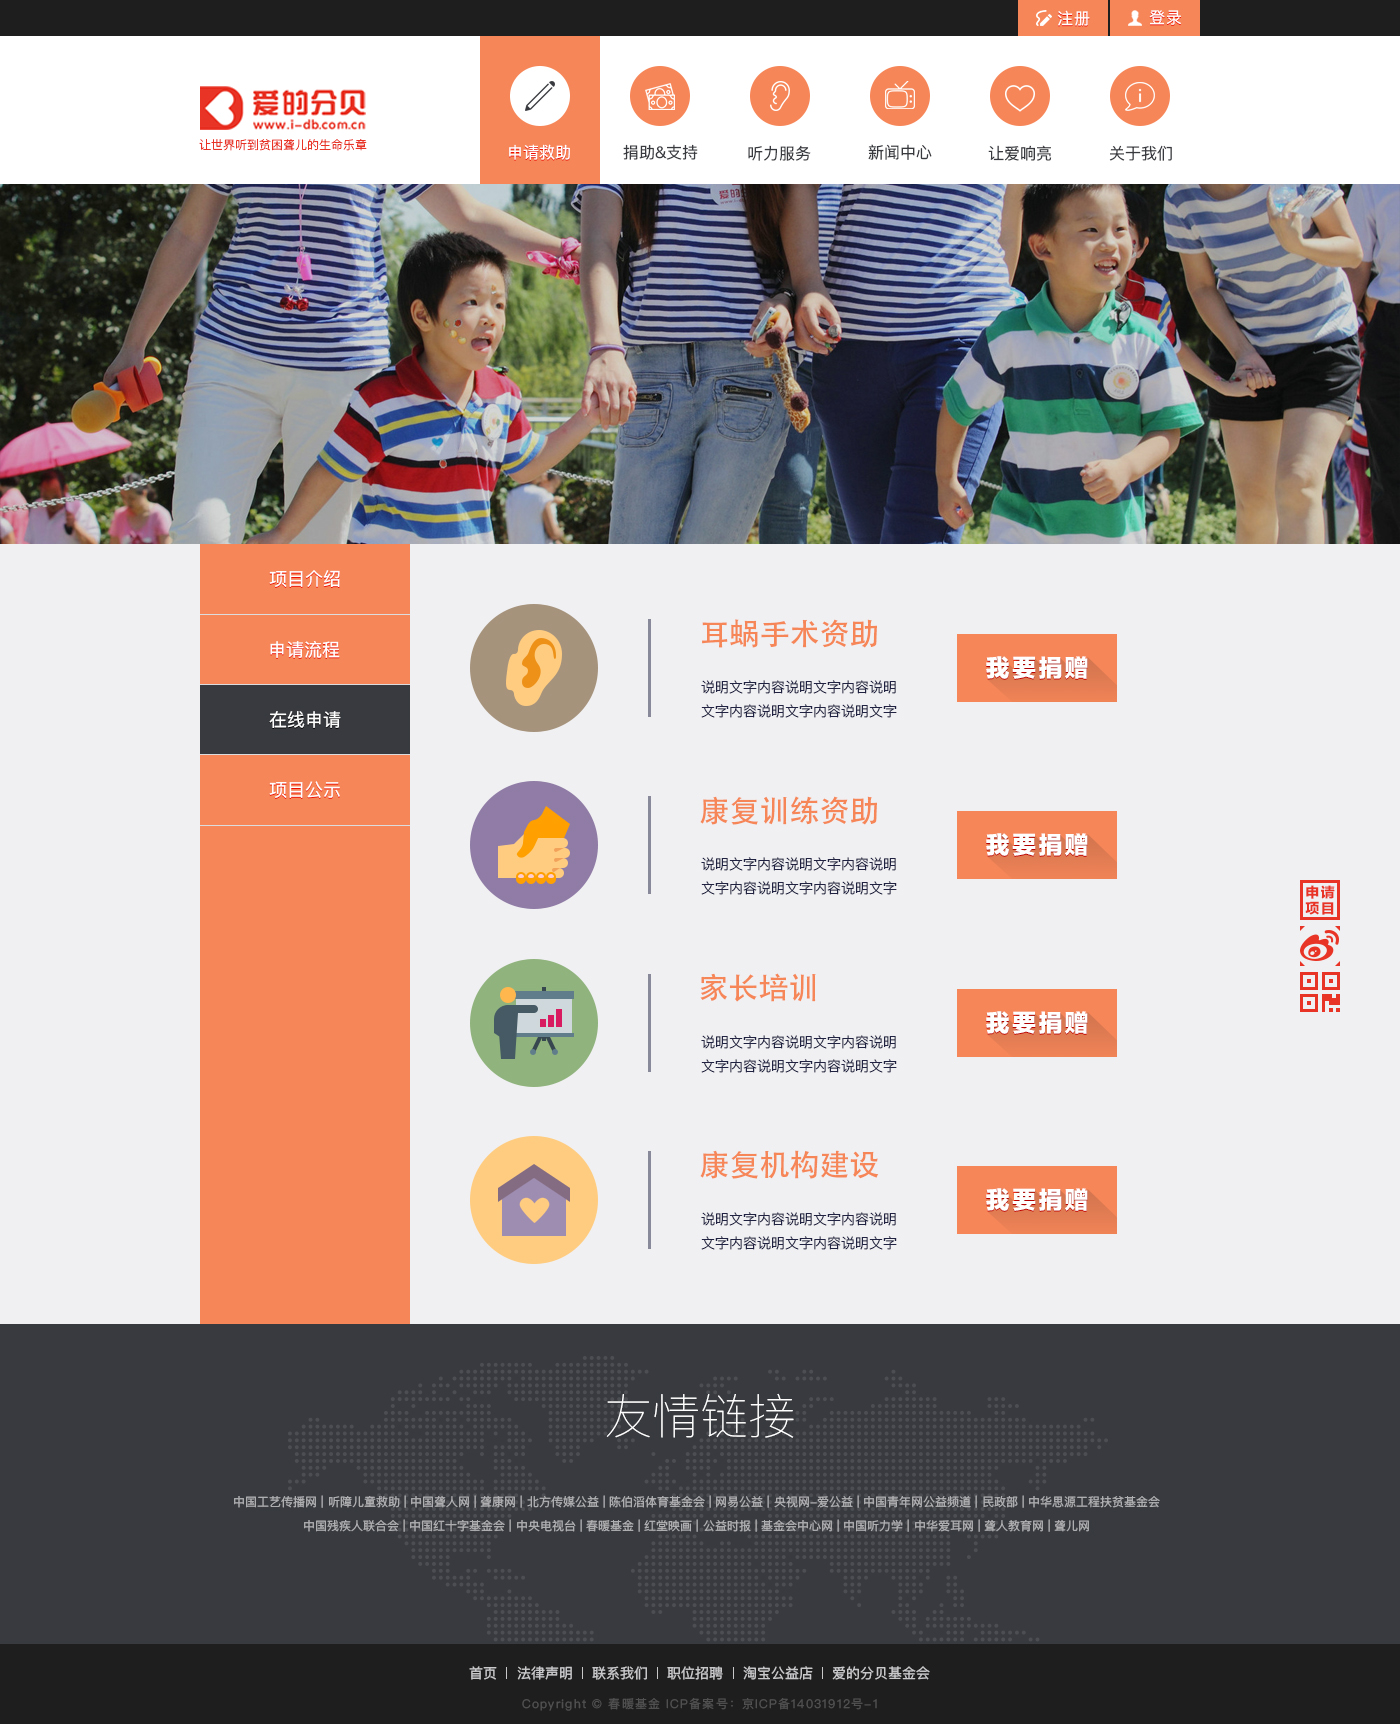 注册
登录
爱的分贝
www.i-db.com.cn
让世界听到贫困聋儿的生命乐章
申请救助
捐助&支持
听力服务
新闻中心
让爱响亮
关于我们
项目介绍
申请流程
在线申请
项目公示
耳蜗手术资助
说明文字内容说明文字内容说明
文字内容说明文字内容说明文字
我要捐赠
康复训练资助
说明文字内容说明文字内容说明
文字内容说明文字内容说明文字
我要捐赠
家长培训
说明文字内容说明文字内容说明
文字内容说明文字内容说明文字
我要捐赠
康复机构建设
说明文字内容说明文字内容说明
文字内容说明文字内容说明文字
我要捐赠
申请
项目
友情链接
中国工艺传播网 | 听障儿童救助 | 中国聋人网 | 聋康网 | 北方传媒公益 | 陈伯滔体育基金会 | 网易公益 | 央视网-爱公益 | 中国青年网公益频道 | 民政部 | 中华思源工程扶贫基金会
中国残疾人联合会 | 中国红十字基金会 | 中央电视台 | 春暖基金 | 红堂映画 | 公益时报 | 基金会中心网 | 中国听力学 | 中华爱耳网 | 聋人教育网 | 聋儿网
首页 | 法律声明 | 联系我们 | 职位招聘 | 淘宝公益店 | 爱的分贝基金会
Copyright © 春暖基金 ICP备案号：京ICP备14031912号-1